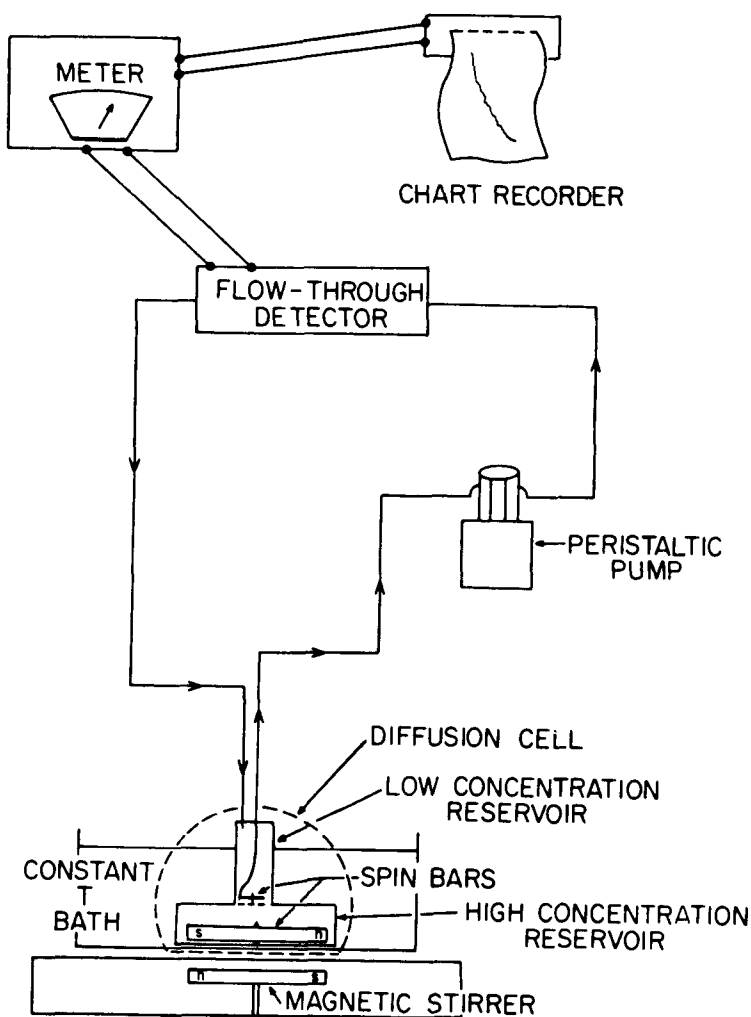 METER
CHART RECORDER
FLOW-THROUGH
DETECTOR
PERISTALTIC
PUMP
DIFFUSION CELL
LOW CONCENTRATION
RESERVOIR
CONSTANT
T
BATH
SPIN BARS
HIGH CONCENTRATION
RESERVOIR
s n
n s
MAGNETIC STIRRER